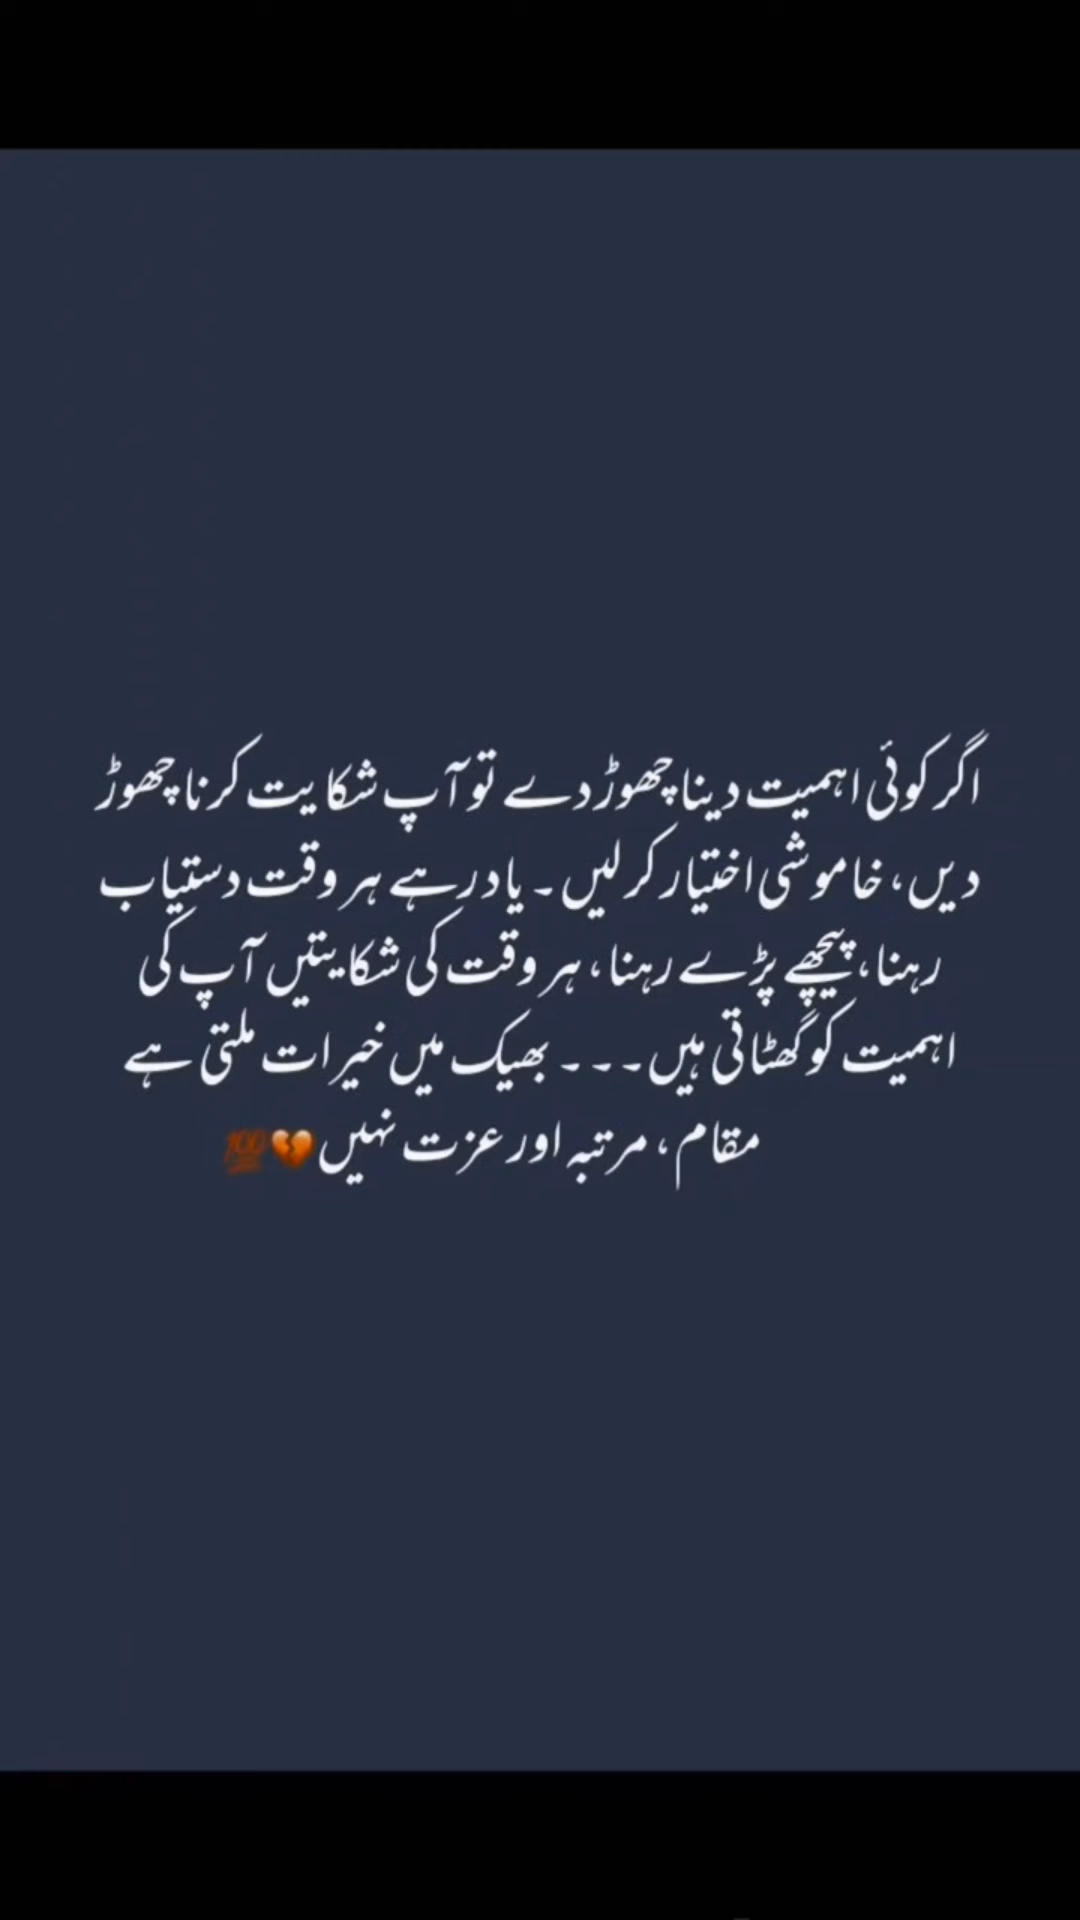 اگر کوئی اہمیت دینا چھوڑ دے تو آپ شکایت کرنا چھوڑ
دیں، خاموشی اختیار کر لیں۔ یاد رہے ہر وقت دستیاب
رہنا، پیچھے پڑے رہنا، ہر وقت کی شکایتیں آپ کی
اہمیت کو گھٹاتی ہیں۔۔۔ بھیک میں خیرات ملتی ہے
مقام، مرتبہ اور عزت نہیں 💔💯